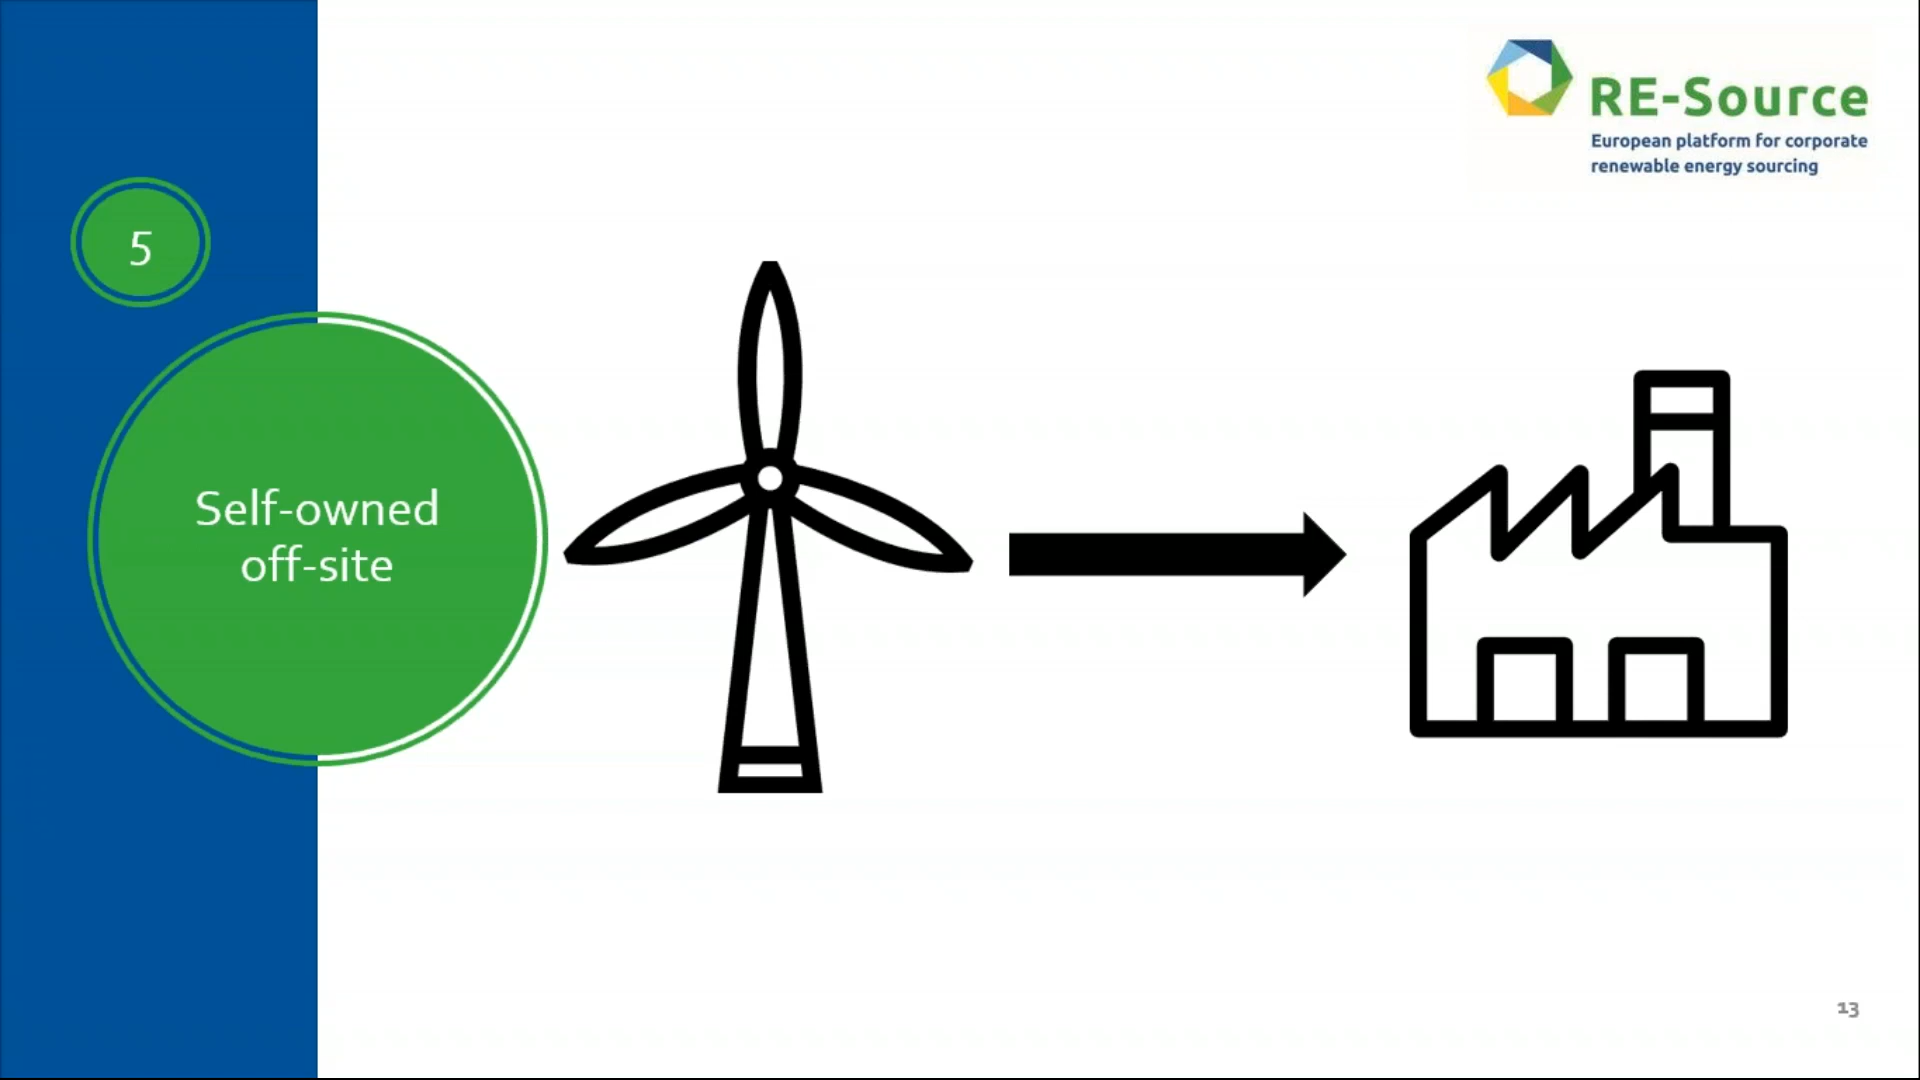 RE-Source
European platform for corporate
renewable energy sourcing
5
Self-owned
off-site
13